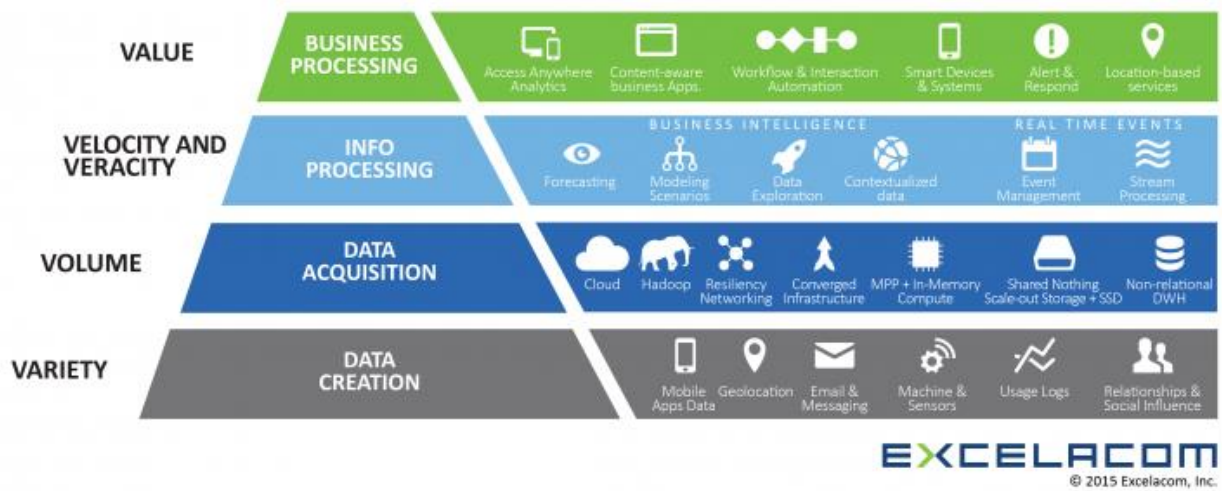 VALUE
BUSINESS
PROCESSING
Access Anywhere
Analytics
Content-aware
business Apps.
Workflow & Interaction
Automation
Smart Devices
& Systems
Alert &
Respond
Location-based
services
VELOCITY AND
VERACITY
INFO
PROCESSING
BUSINESS INTELLIGENCE
Forecasting
Modeling
Scenarios
Data
Exploration
Contextualized
data
REAL TIME EVENTS
Event
Management
Stream
Processing
VOLUME
DATA
ACQUISITION
Cloud
Hadoop
Resiliency
Networking
Converged
Infrastructure
MPP + In-Memory
Compute
Shared Nothing
Scale-out Storage + SSD
Non-relational
DWH
VARIETY
DATA
CREATION
Mobile
Apps Data
Geolocation
Email &
Messaging
Machine &
Sensors
Usage Logs
Relationships &
Social Influence
EXCELACOM
© 2015 Excelacom, Inc.